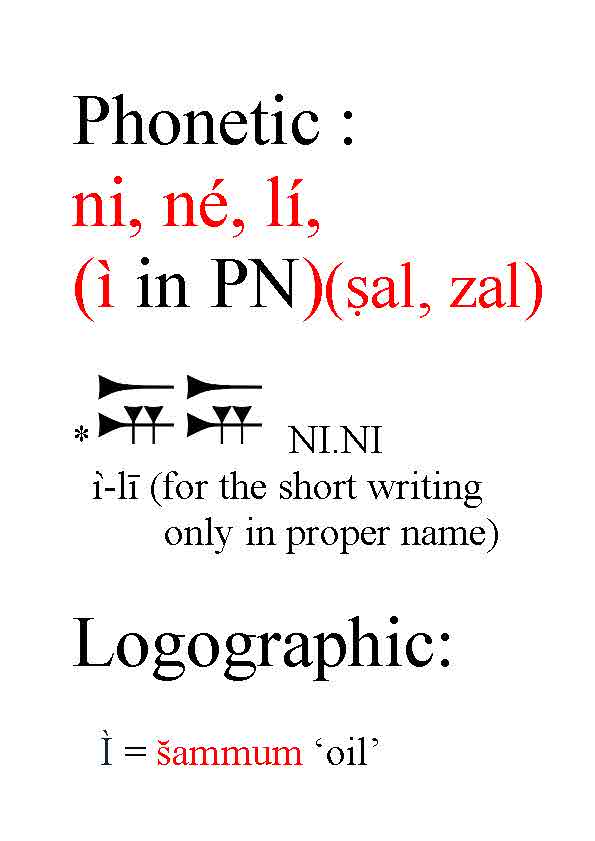 Phonetic :
ni, né, lí,
(ì in PN)(ṣal, zal)
*𒉌 𒉌 NI.NI
ì-lī (for the short writing
only in proper name)
Logographic:
Ì = šammum ‘oil’